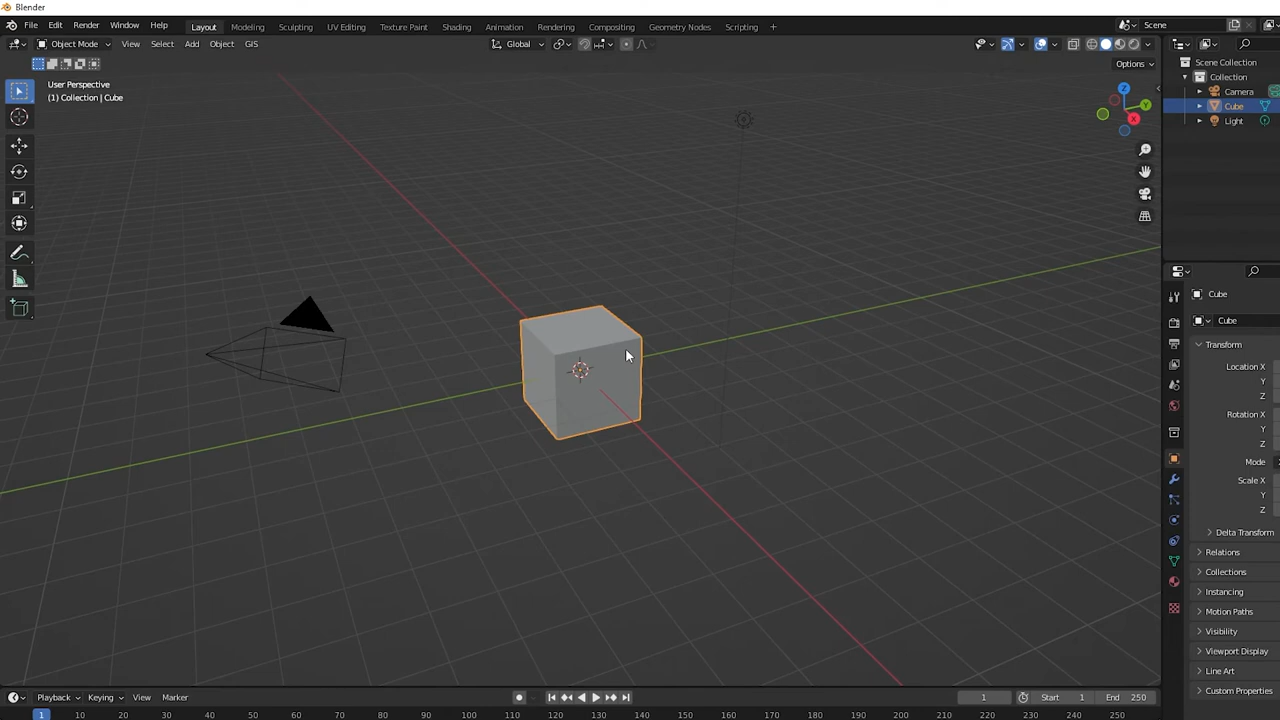 Blender
File Edit Render Window Help Layout Modeling Sculpting UV Editing Texture Paint Shading Animation Rendering Compositing Geometry Nodes Scripting + Scene
Object Mode View Select Add Object GIS Global
Options
User Perspective
(1) Collection | Cube
Z
Y
X
Scene Collection
Collection
Camera
Cube
Light
Cube
Cube
Transform
Location X
Y
Z
Rotation X
Y
Z
Mode
Scale X
Y
Z
Delta Transform
Relations
Collections
Instancing
Motion Paths
Visibility
Viewport Display
Line Art
Custom Properties
Playback Keying View Marker 1 Start 1 End 250
1 10 20 30 40 50 60 70 80 90 100 110 120 130 140 150 160 170 180 190 200 210 220 230 240 250